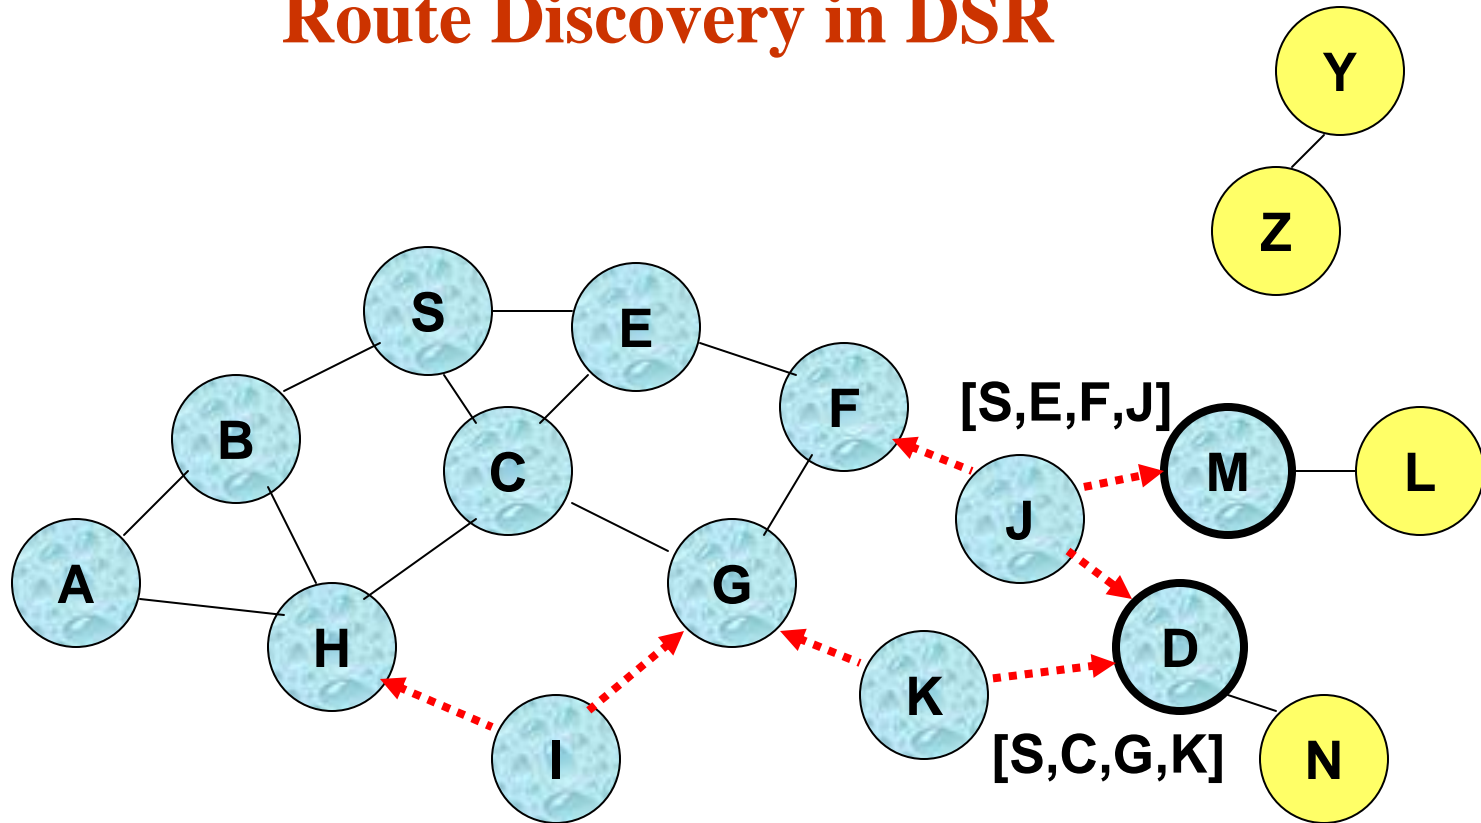 Route Discovery in DSR
Y
Z
S
E
F
[S,E,F,J]
B
C
M
L
J
A
G
H
D
K
[S,C,G,K]
I
N